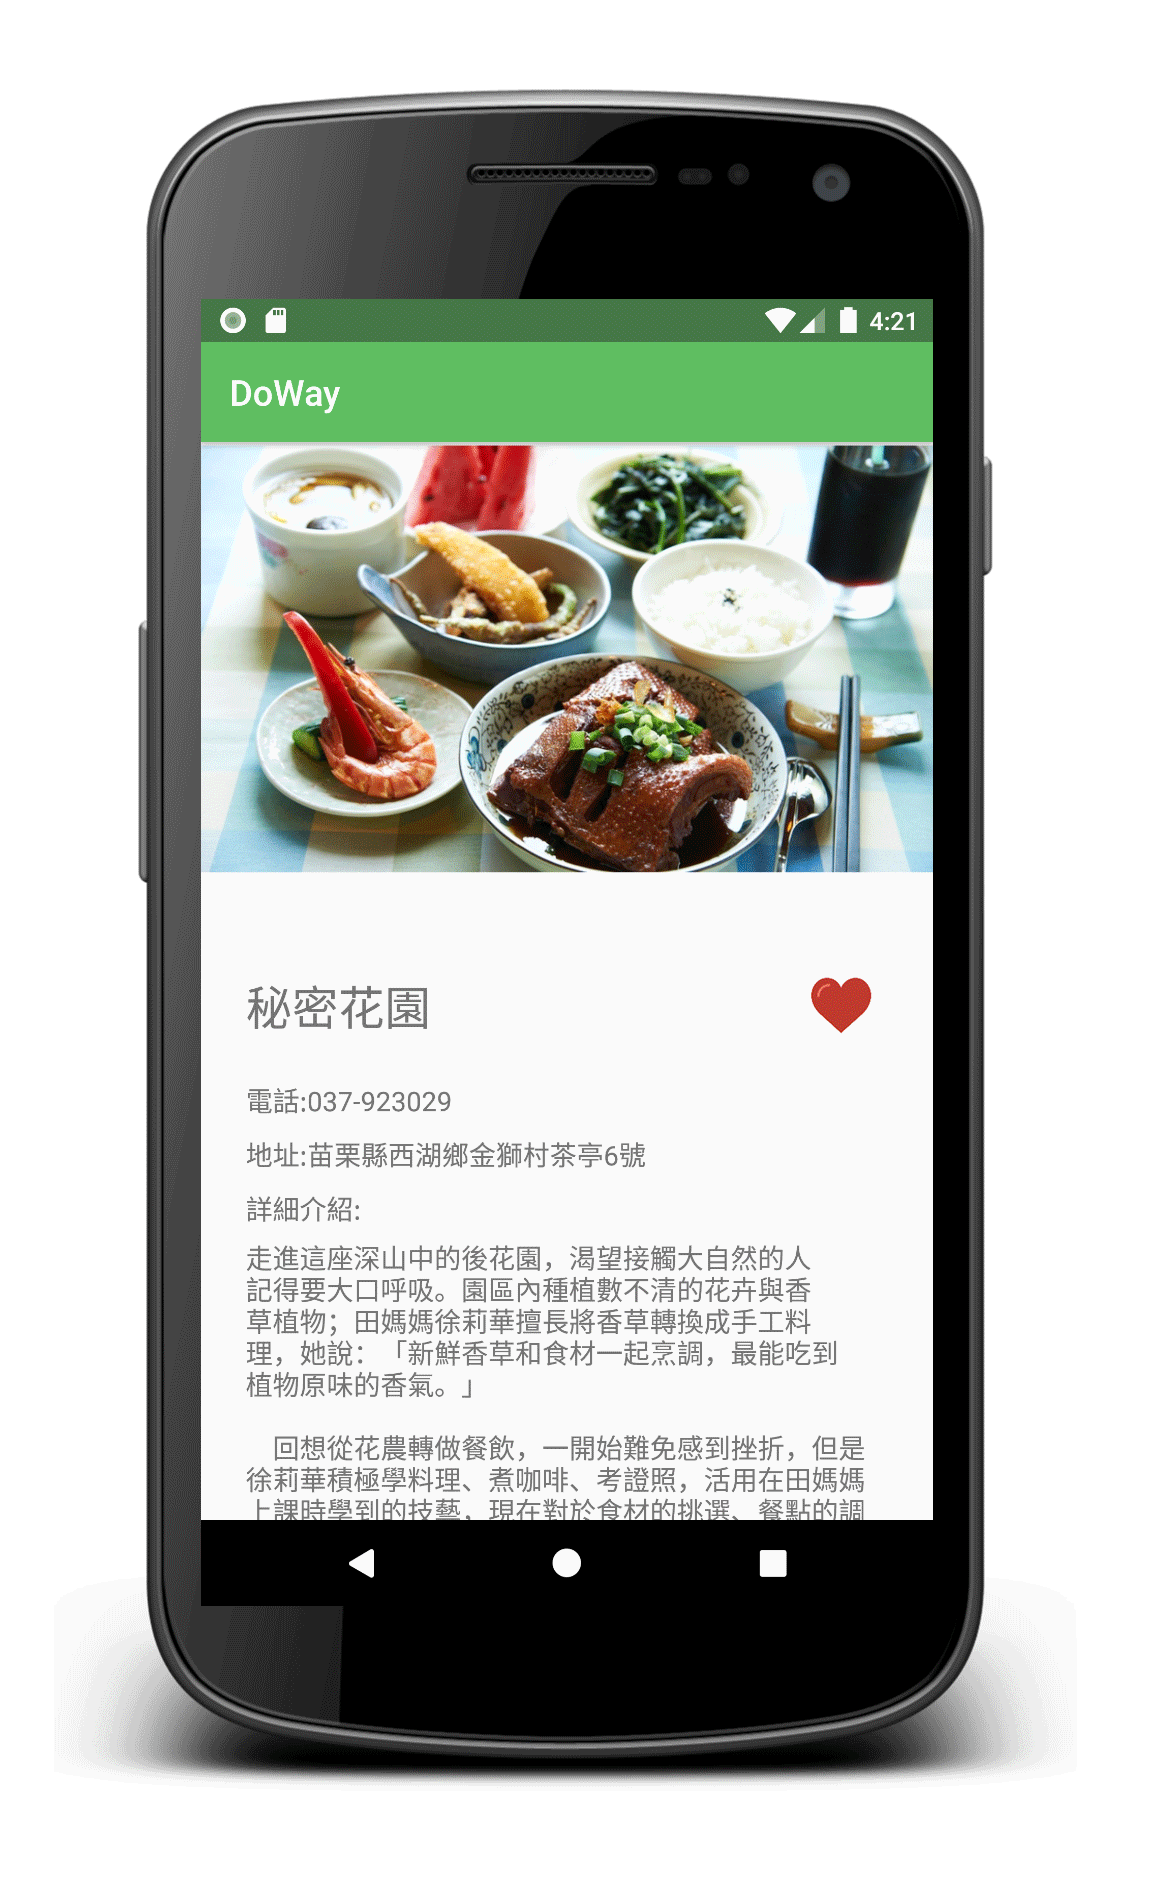 4:21
DoWay
秘密花園
電話:037-923029
地址:苗栗縣西湖鄉金獅村茶亭6號
詳細介紹:
走進這座深山中的後花園，渴望接觸大自然的人
記得要大口呼吸。園區內種植數不清的花卉與香
草植物；田媽媽徐莉華擅長將香草轉換成手工料
理，她說：「新鮮香草和食材一起烹調，最能吃到
植物原味的香氣。」
回想從花農轉做餐飲，一開始難免感到挫折，但是
徐莉華積極學料理、煮咖啡、考證照，活用在田媽媽
上課時學到的技藝，現在對於食材的挑選、餐點的調